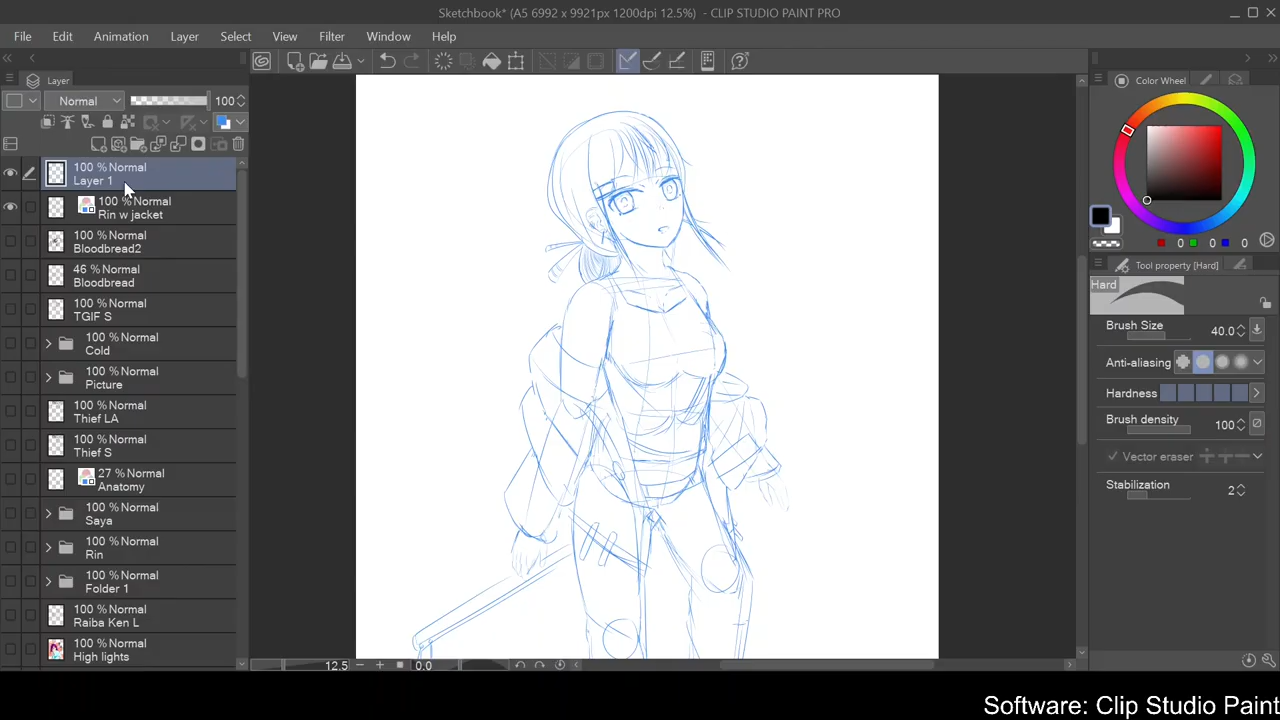 Sketchbook* (A5 6992 x 9921px 1200dpi 12.5%) - CLIP STUDIO PAINT PRO
File Edit Animation Layer Select View Filter Window Help
Layer
Normal 100
100 % Normal
Layer 1
100 % Normal
Rin w jacket
100 % Normal
Bloodbread2
46 % Normal
Bloodbread
100 % Normal
TGIF S
100 % Normal
Cold
100 % Normal
Picture
100 % Normal
Thief LA
100 % Normal
Thief S
27 % Normal
Anatomy
100 % Normal
Saya
100 % Normal
Rin
100 % Normal
Folder 1
100 % Normal
Raiba Ken L
100 % Normal
High lights
12.5
0.0
Color Wheel
0 0 0
Tool property [Hard]
Hard
Brush Size 40.0
Anti-aliasing
Hardness
Brush density 100
Vector eraser
Stabilization 2
Software: Clip Studio Paint